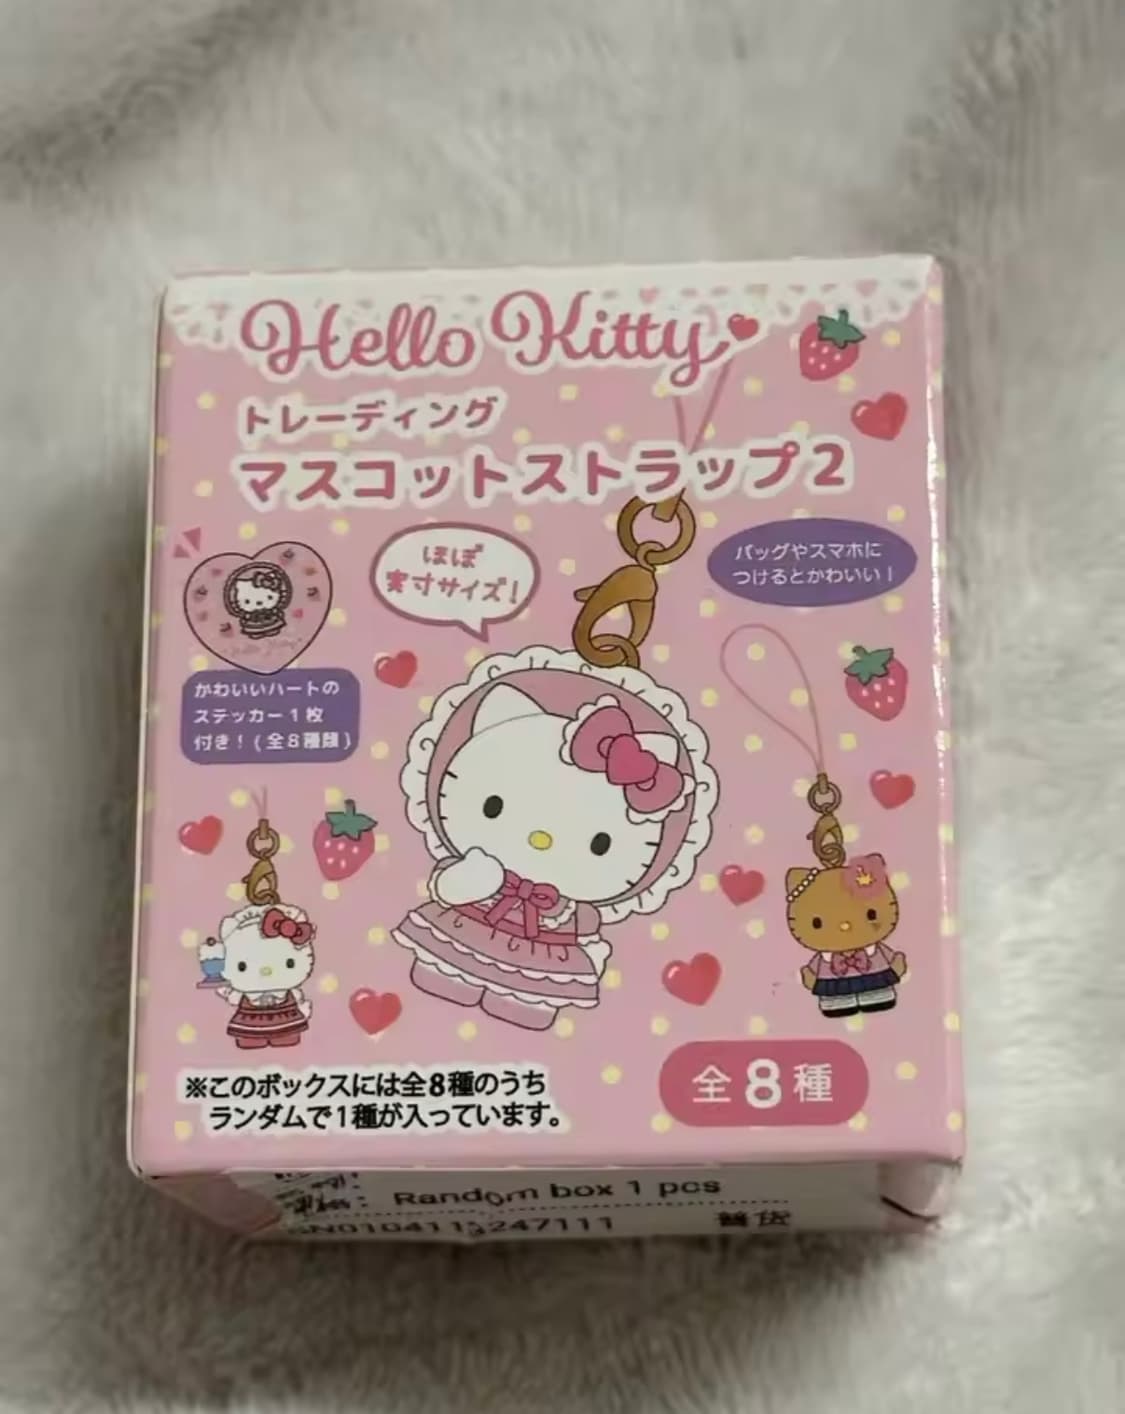 Hello Kitty
トレーディング
マスコットストラップ2
ほぼ
実寸サイズ!
バッグやスマホに
つけるとかわいい!
かわいいハートの
ステッカー1枚
付き!(全8種類)
※このボックスには全8種のうち
ランダムで1種が入っています。
全8種
Random box 1 pcs